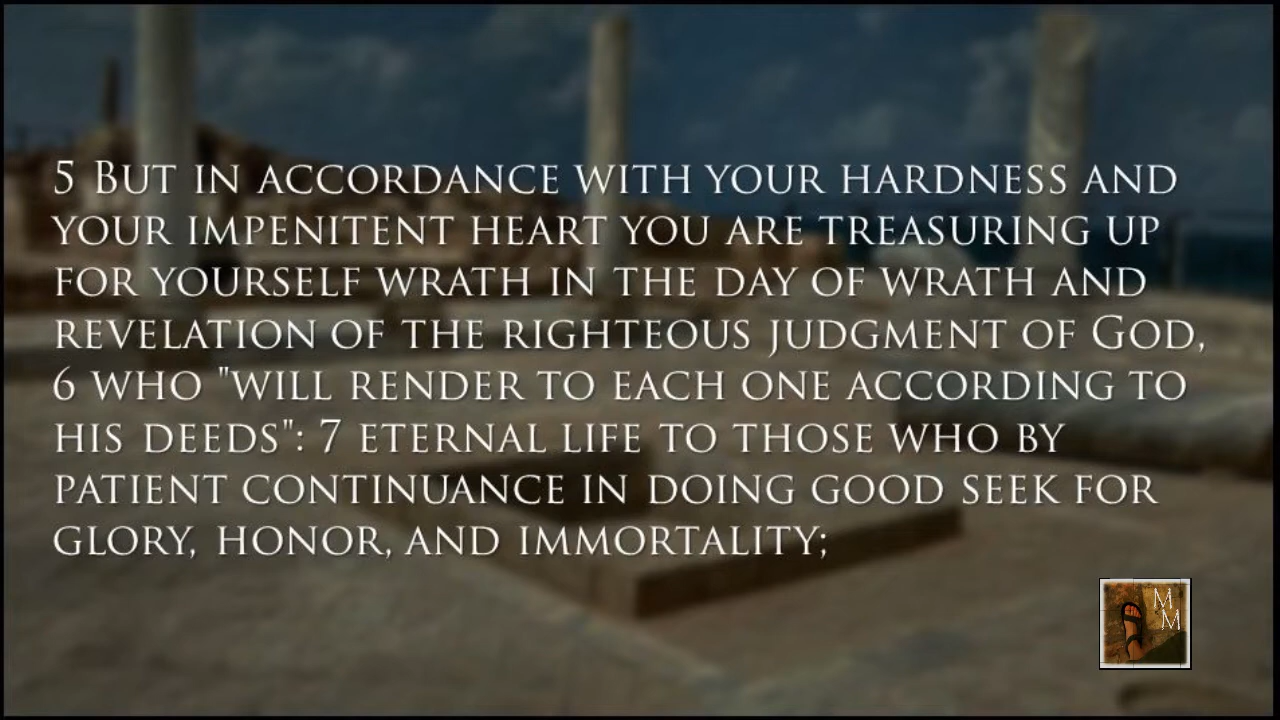 5 But in accordance with your hardness and
your impenitent heart you are treasuring up
for yourself wrath in the day of wrath and
revelation of the righteous judgment of God,
6 who "will render to each one according to
his deeds": 7 eternal life to those who by
patient continuance in doing good seek for
glory, honor, and immortality;
M
M